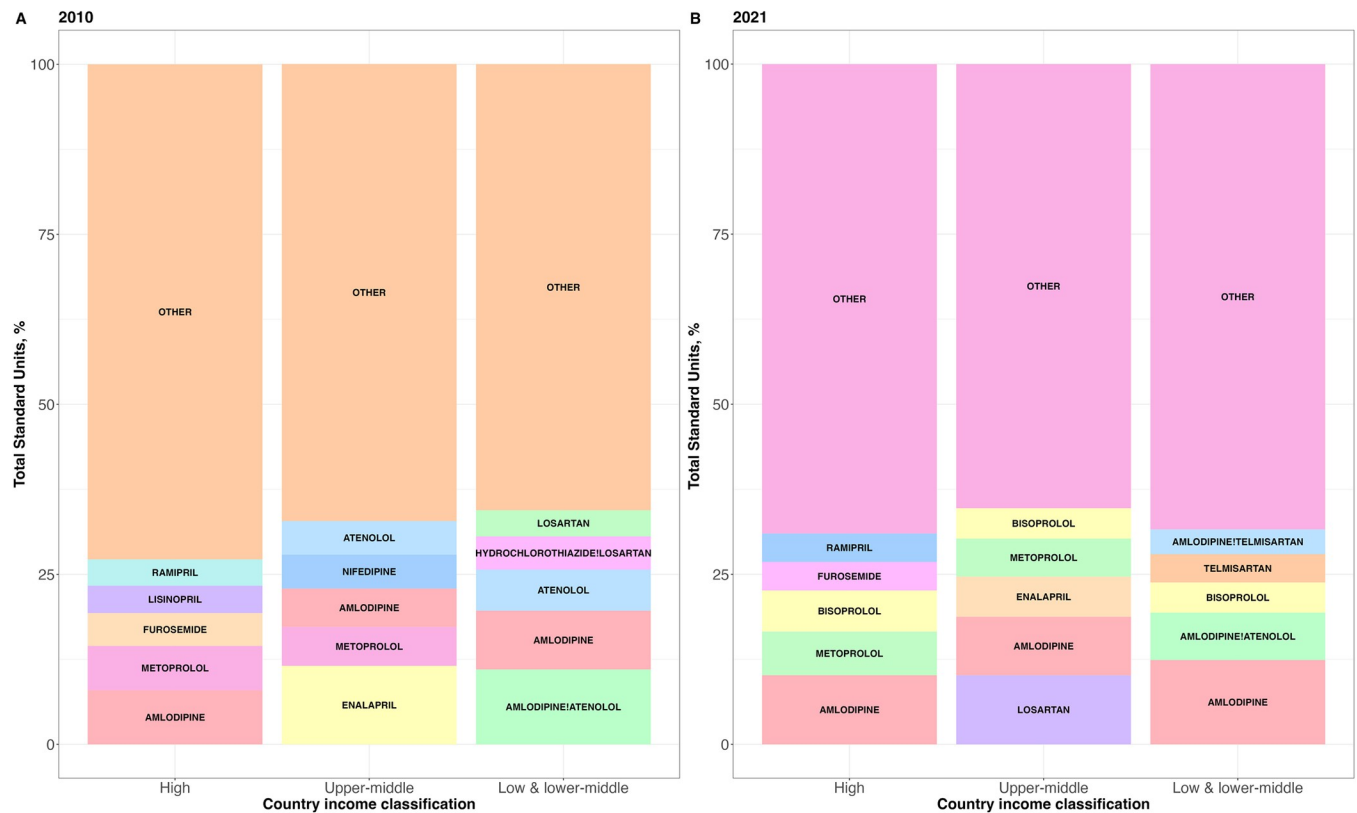 A 2010
Total Standard Units, %
100
75
50
25
0
OTHER
RAMIPRIL
LISINOPRIL
FUROSEMIDE
METOPROLOL
AMLODIPINE
OTHER
ATENOLOL
NIFEDIPINE
AMLODIPINE
METOPROLOL
ENALAPRIL
OTHER
LOSARTAN
HYDROCHLOROTHIAZIDE!LOSARTAN
ATENOLOL
AMLODIPINE
AMLODIPINE!ATENOLOL
High Upper-middle Low & lower-middle
Country income classification
B 2021
Total Standard Units, %
100
75
50
25
0
OTHER
RAMIPRIL
FUROSEMIDE
BISOPROLOL
METOPROLOL
AMLODIPINE
OTHER
BISOPROLOL
METOPROLOL
ENALAPRIL
AMLODIPINE
LOSARTAN
OTHER
AMLODIPINE!TELMISARTAN
TELMISARTAN
BISOPROLOL
AMLODIPINE!ATENOLOL
AMLODIPINE
High Upper-middle Low & lower-middle
Country income classification